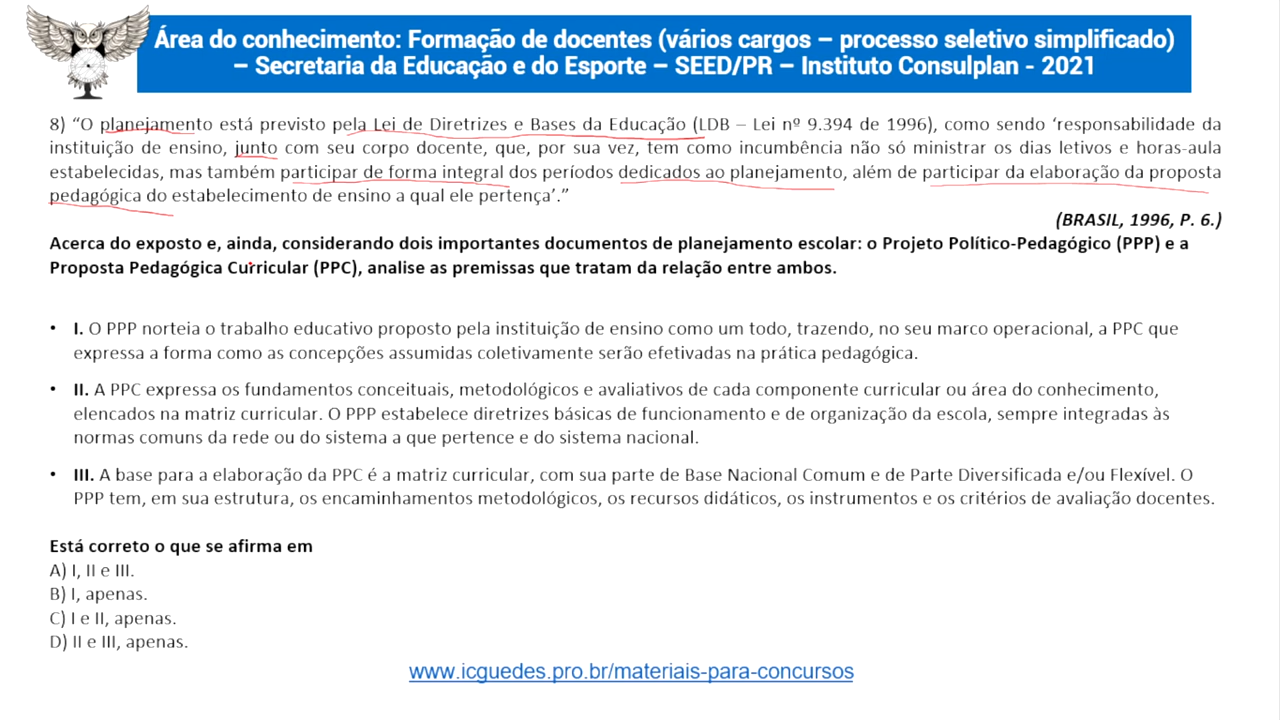 Área do conhecimento: Formação de docentes (vários cargos – processo seletivo simplificado)
– Secretaria da Educação e do Esporte – SEED/PR – Instituto Consulplan - 2021
8) “O planejamento está previsto pela Lei de Diretrizes e Bases da Educação (LDB – Lei nº 9.394 de 1996), como sendo ‘responsabilidade da
instituição de ensino, junto com seu corpo docente, que, por sua vez, tem como incumbência não só ministrar os dias letivos e horas-aula
estabelecidas, mas também participar de forma integral dos períodos dedicados ao planejamento, além de participar da elaboração da proposta
pedagógica do estabelecimento de ensino a qual ele pertença’.”
(BRASIL, 1996, P. 6.)
Acerca do exposto e, ainda, considerando dois importantes documentos de planejamento escolar: o Projeto Político-Pedagógico (PPP) e a
Proposta Pedagógica Curricular (PPC), analise as premissas que tratam da relação entre ambos.
• I. O PPP norteia o trabalho educativo proposto pela instituição de ensino como um todo, trazendo, no seu marco operacional, a PPC que
expressa a forma como as concepções assumidas coletivamente serão efetivadas na prática pedagógica.
• II. A PPC expressa os fundamentos conceituais, metodológicos e avaliativos de cada componente curricular ou área do conhecimento,
elencados na matriz curricular. O PPP estabelece diretrizes básicas de funcionamento e de organização da escola, sempre integradas às
normas comuns da rede ou do sistema a que pertence e do sistema nacional.
• III. A base para a elaboração da PPC é a matriz curricular, com sua parte de Base Nacional Comum e de Parte Diversificada e/ou Flexível. O
PPP tem, em sua estrutura, os encaminhamentos metodológicos, os recursos didáticos, os instrumentos e os critérios de avaliação docentes.
Está correto o que se afirma em
A) I, II e III.
B) I, apenas.
C) I e II, apenas.
D) II e III, apenas.
www.icguedes.pro.br/materiais-para-concursos